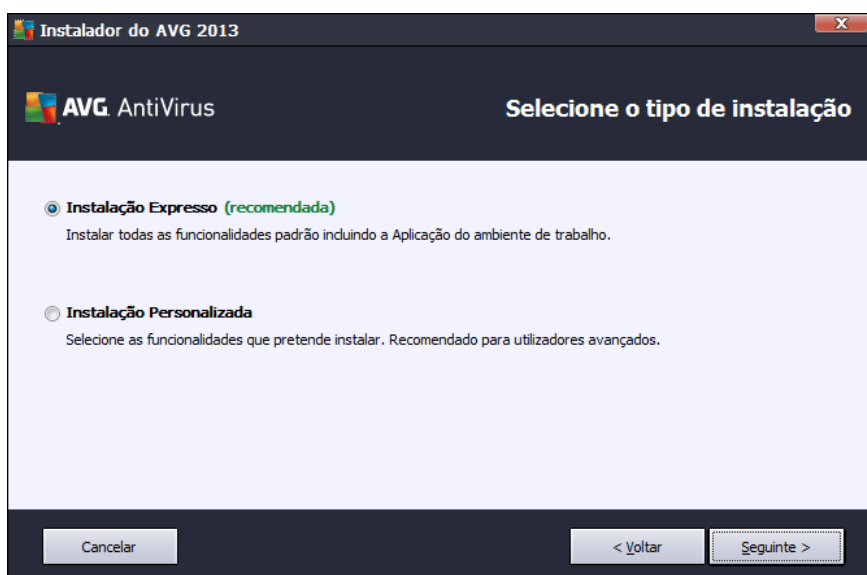 Instalador do AVG 2013
X
AVG. AntiVirus
Selecione o tipo de instalação
Instalação Expresso (recomendada)
Instalar todas as funcionalidades padrão incluindo a Aplicação do ambiente de trabalho.
Instalação Personalizada
Selecione as funcionalidades que pretende instalar. Recomendado para utilizadores avançados.
Cancelar
< Voltar
Seguinte >